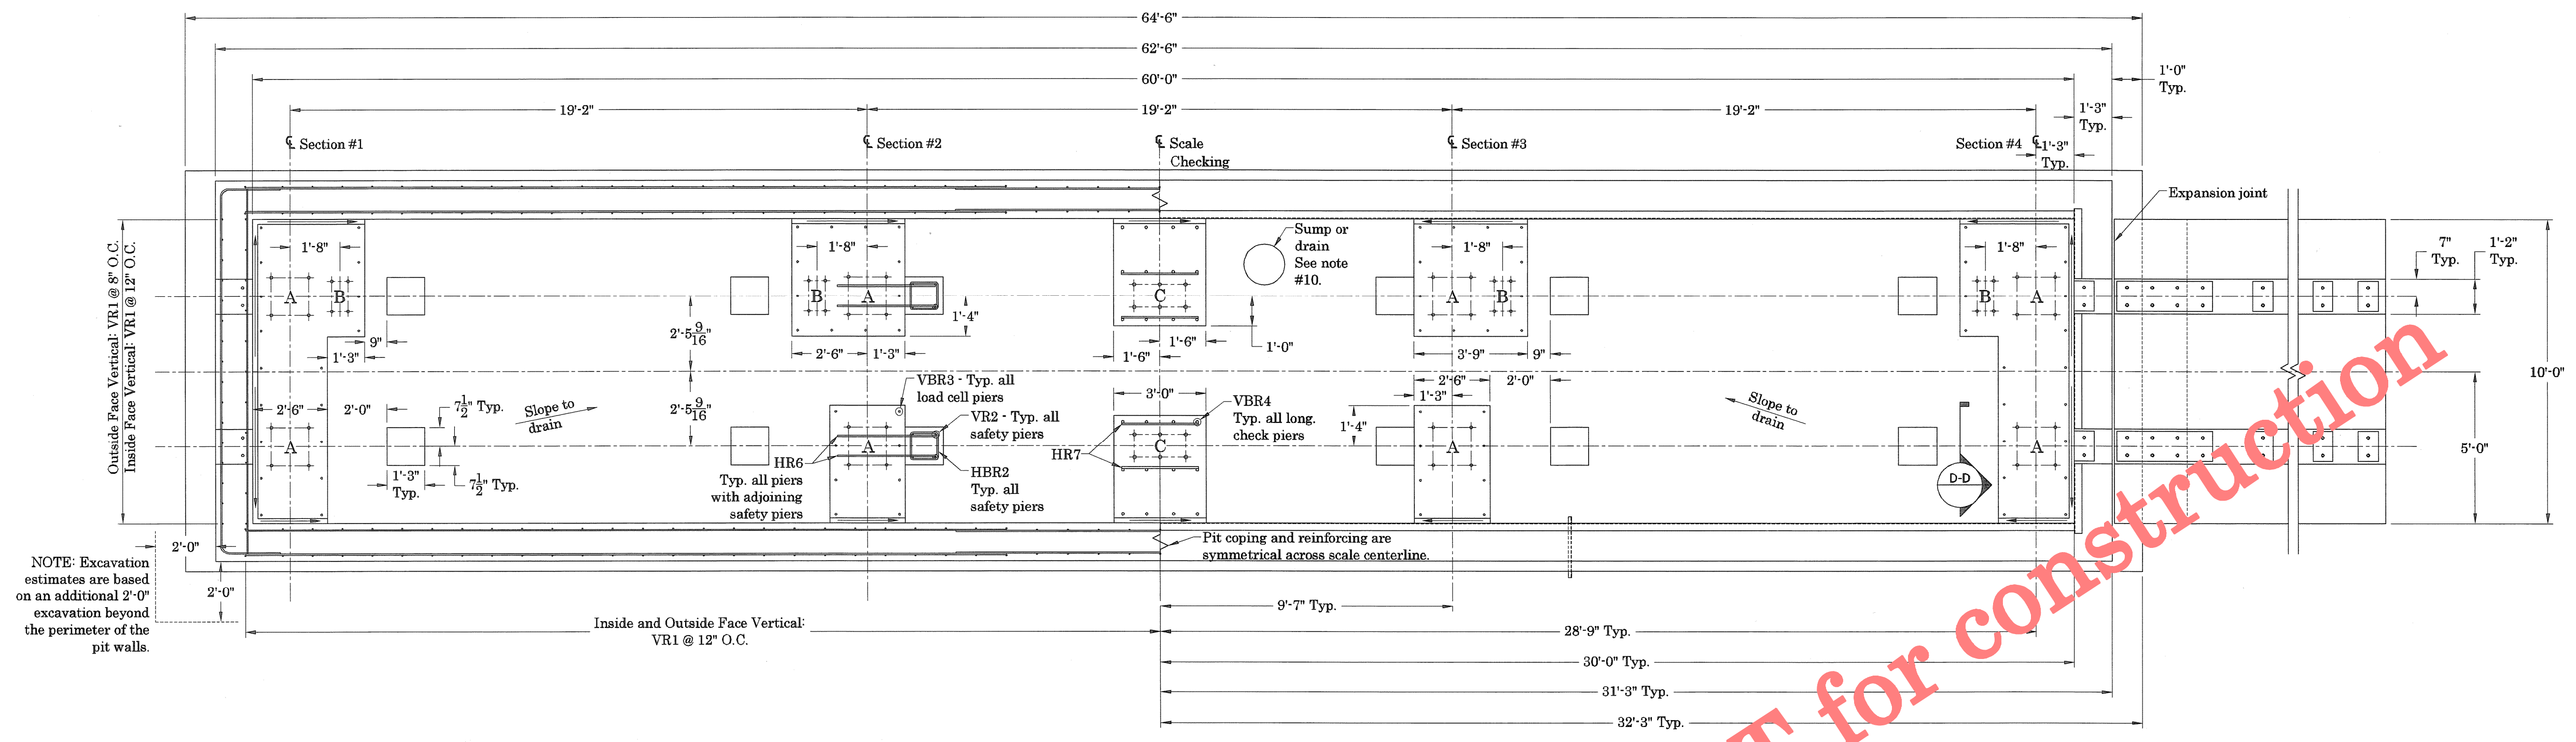 64'-6"
62'-6"
60'-0"
1'-0"
Typ.
19'-2"
19'-2"
19'-2"
1'-3"
Typ.
℄ Section #1
℄ Section #2
℄ Scale
Checking
℄ Section #3
Section #4 ℄
1'-3"
Typ.
Expansion joint
Outside Face Vertical: VR1 @ 8" O.C.
Inside Face Vertical: VR1 @ 12" O.C.
1'-8"
1'-8"
Sump or
drain
See note
#10.
1'-8"
1'-8"
7"
Typ.
1'-2"
Typ.
A
B
B
A
C
A
B
B
A
2'-5 9/16"
1'-4"
9"
1'-3"
2'-6"
1'-3"
1'-6"
1'-6"
1'-0"
3'-9"
9"
10'-0"
VBR3 - Typ. all
load cell piers
3'-0"
2'-6"
2'-0"
1'-3"
2'-6"
2'-0"
7 1/2" Typ.
Slope to
drain
2'-5 9/16"
VR2 - Typ. all
safety piers
VBR4
Typ. all long.
check piers
1'-4"
Slope to
drain
A
A
C
A
A
5'-0"
1'-3"
Typ.
7 1/2" Typ.
HR6
Typ. all piers
with adjoining
safety piers
HBR2
Typ. all
safety piers
HR7
D-D
Pit coping and reinforcing are
symmetrical across scale centerline.
2'-0"
2'-0"
NOTE: Excavation
estimates are based
on an additional 2'-0"
excavation beyond
the perimeter of the
pit walls.
Inside and Outside Face Vertical:
VR1 @ 12" O.C.
9'-7" Typ.
28'-9" Typ.
30'-0" Typ.
31'-3" Typ.
32'-3" Typ.
T for construction